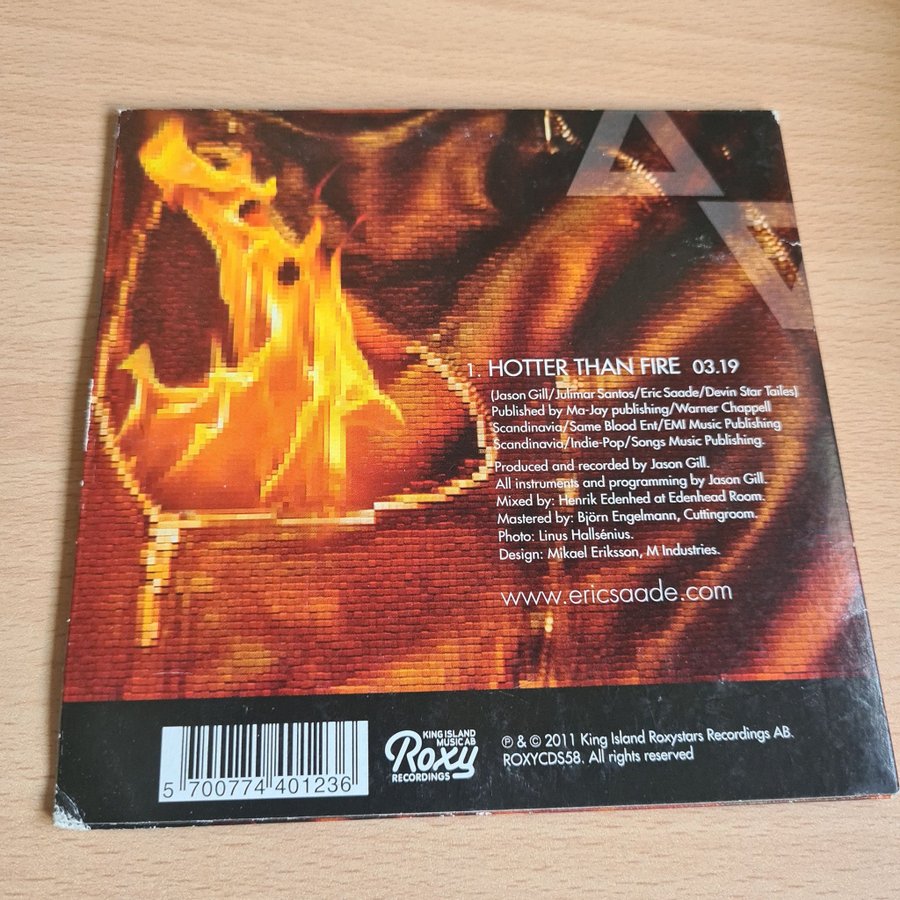 1. HOTTER THAN FIRE 03.19
(Jason Gill/Julimar Santos/Eric Saade/Devin Star Tailes)
Published by Ma-Jay publishing/Warner Chappell
Scandinavia/Same Blood Ent/EMI Music Publishing
Scandinavia/Indie-Pop/Songs Music Publishing.
Produced and recorded by Jason Gill.
All instruments and programming by Jason Gill.
Mixed by: Henrik Edenhed at Edenhead Room.
Mastered by: Björn Engelmann, Cuttingroom.
Photo: Linus Hallsénius.
Design: Mikael Eriksson, M Industries.
www.ericsaade.com
5 700774 401236
KING ISLAND
MUSIC AB
Roxy
RECORDINGS
℗ & © 2011 King Island Roxystars Recordings AB.
ROXYCDS58. All rights reserved